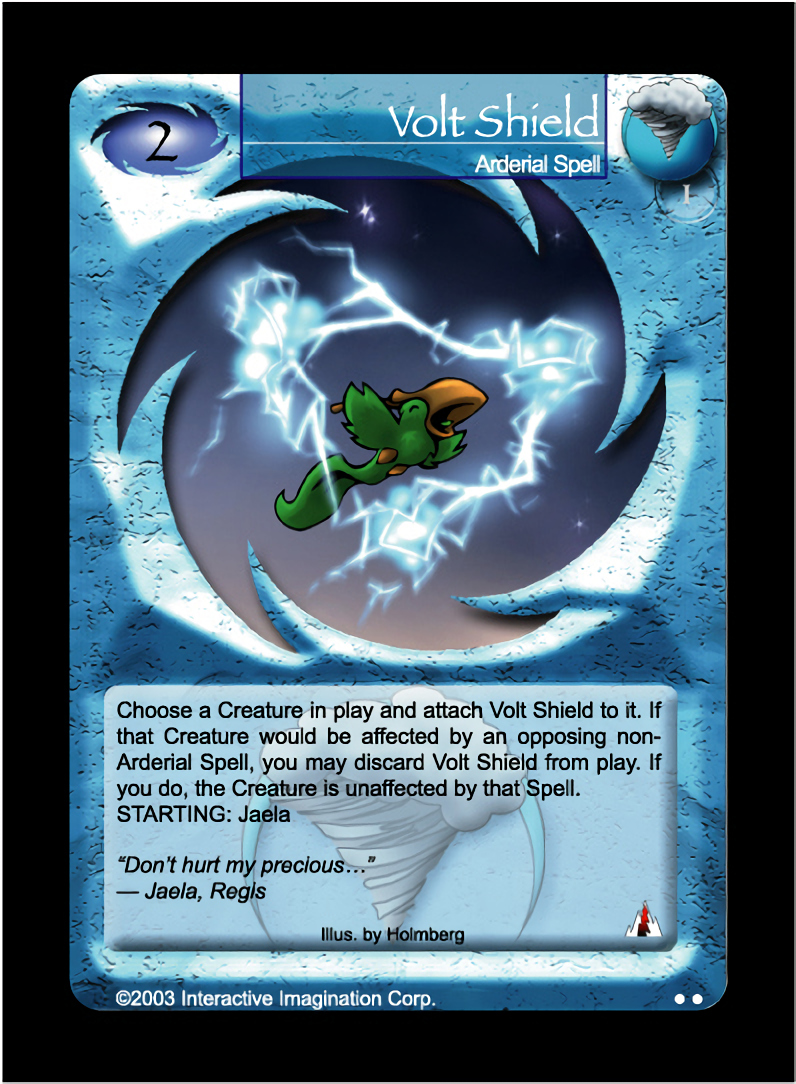 2
Volt Shield
Arderial Spell
I
Choose a Creature in play and attach Volt Shield to it. If
that Creature would be affected by an opposing non-
Arderial Spell, you may discard Volt Shield from play. If
you do, the Creature is unaffected by that Spell.
STARTING: Jaela
“Don’t hurt my precious…”
— Jaela, Regis
Illus. by Holmberg
©2003 Interactive Imagination Corp.